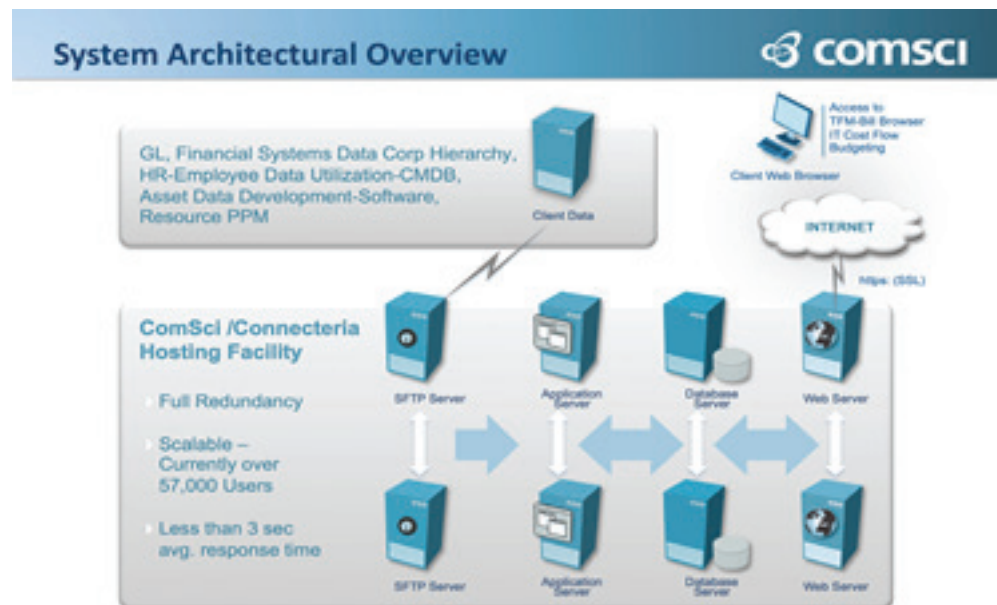 System Architectural Overview
comsci
GL, Financial Systems Data Corp Hierarchy,
HR-Employee Data Utilization-CMDB,
Asset Data Development-Software,
Resource PPM
Client Data
Access to
TFM-Bill Browser
IT Cost Flow
Budgeting
Client Web Browser
INTERNET
https: (SSL)
ComSci /Connecteria
Hosting Facility
Full Redundancy
Scalable –
Currently over
57,000 Users
Less than 3 sec
avg. response time
SFTP Server
Application
Server
Database
Server
Web Server
SFTP Server
Application
Server
Database
Server
Web Server